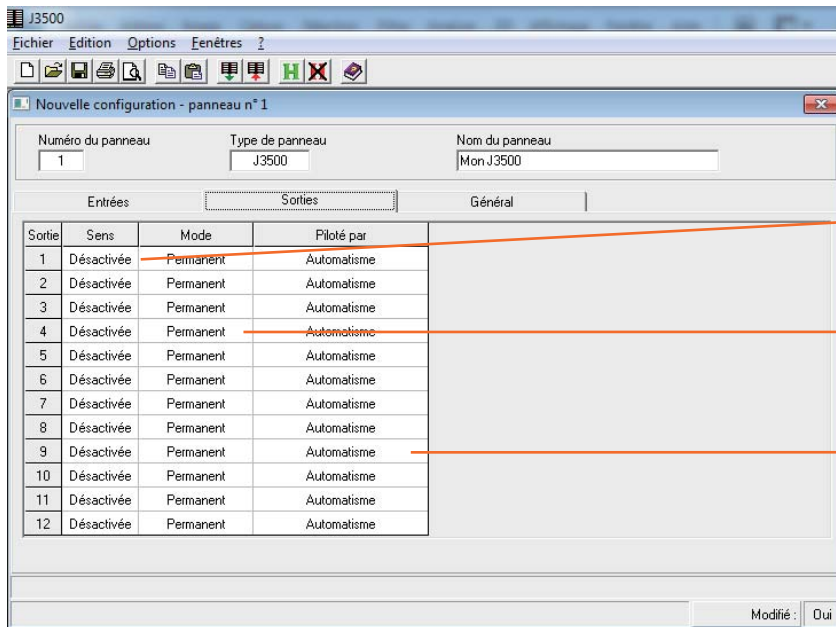 J3500
Fichier Edition Options Fenêtres ?
Nouvelle configuration - panneau n° 1
Numéro du panneau Type de panneau Nom du panneau
1 J3500 Mon J3500
Entrées Sorties Général
Sortie Sens Mode Piloté par
1 Désactivée Permanent Automatisme
2 Désactivée Permanent Automatisme
3 Désactivée Permanent Automatisme
4 Désactivée Permanent Automatisme
5 Désactivée Permanent Automatisme
6 Désactivée Permanent Automatisme
7 Désactivée Permanent Automatisme
8 Désactivée Permanent Automatisme
9 Désactivée Permanent Automatisme
10 Désactivée Permanent Automatisme
11 Désactivée Permanent Automatisme
12 Désactivée Permanent Automatisme
Modifié : Oui